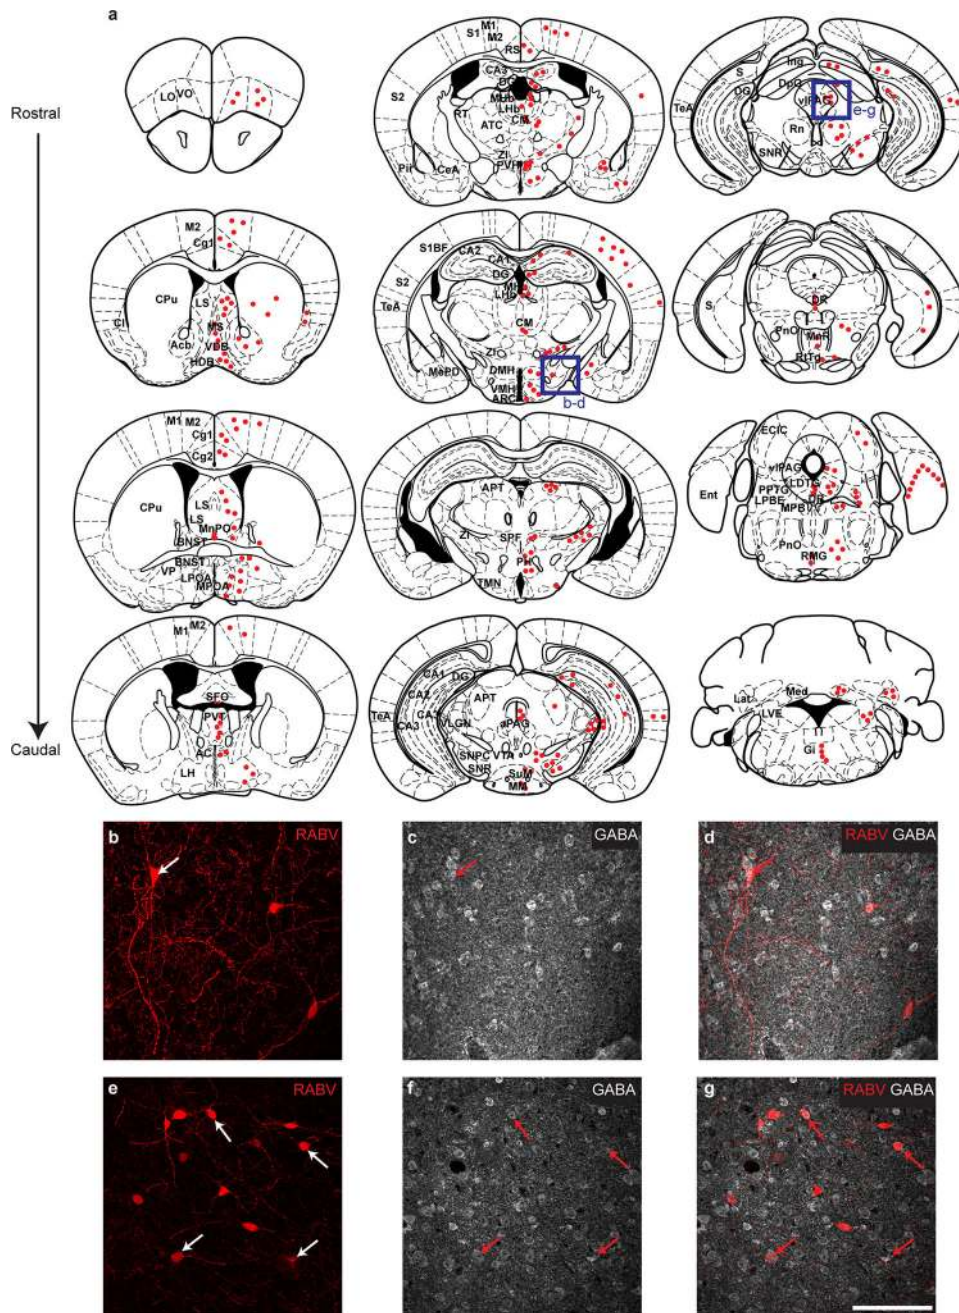 a
Rostral
Caudal
LO VO
M2
Cg1
CPu
LS
MS
Cl
Acb
VDB
HDB
M1 M2
Cg1
Cg2
CPu
LS
LS
MnPO
BNST
BNST
VP
LPOA
MPOA
M1 M2
SFO
PVT
AC
LH
S1 M1
M2
RS
CA3
DG
S2
MHb
LHb
RT
CM
ATC
ZI
PVH
Pir
CeA
S1BF
CA2
CA1
S2
DG
MH
LHb
TeA
CM
ZI
MePD
DMH
VMH
ARC
b-d
APT
ZI
SPF
PH
TMN
CA1
DG
CA2
APT
TeA
CA3
CA3
VLGN
aPAG
SNPC VTA
SNR
SuM
MM
Ing
S
DG
DpG
TeA
vlPAG
e-g
Rn
SNR
S
DR
PnO
MnR
RtTg
ECIC
vlPAG
Ent
LDTG
PPTG
LPBE
DR
MPB
PnO
RMG
Lat
Med
LVE
Gi
b RABV
c GABA
d RABV GABA
e RABV
f GABA
g RABV GABA